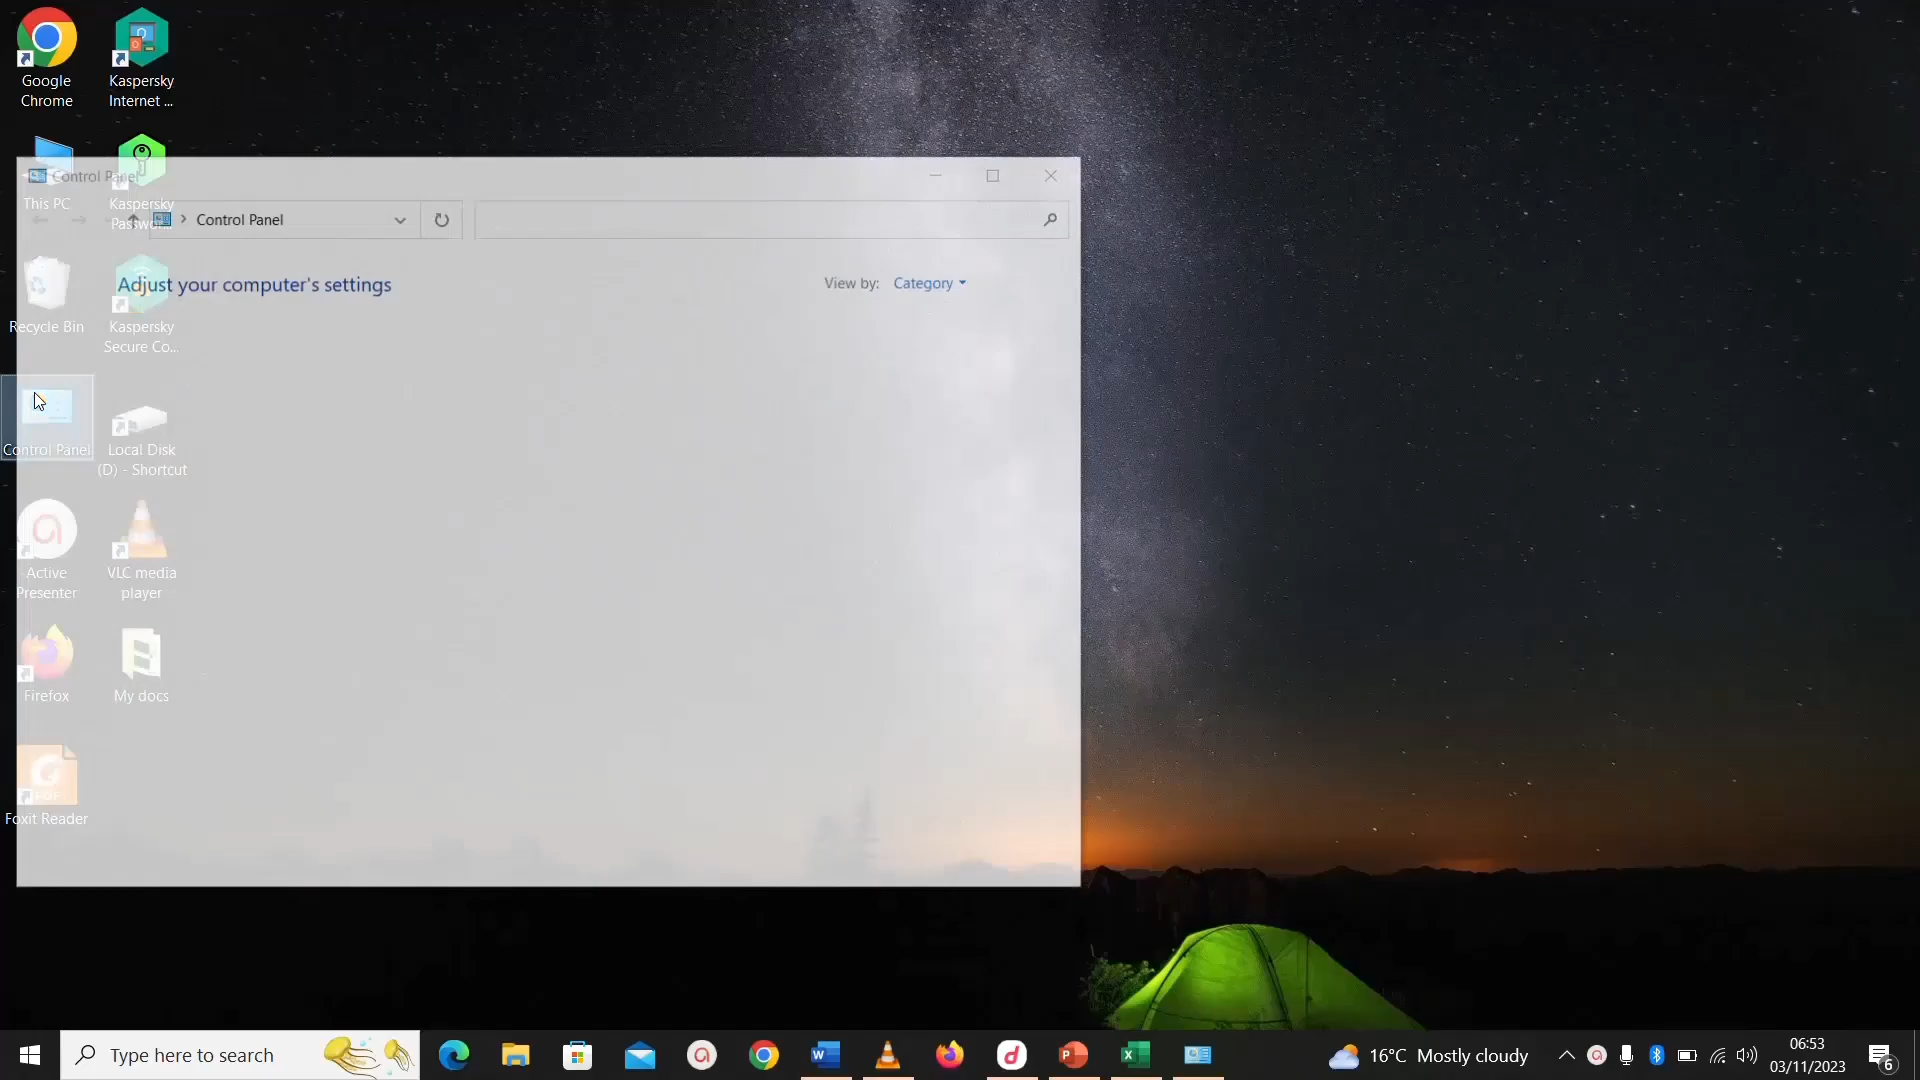 Google
Chrome
Kaspersky
Internet ...
This PC
Kaspersky
Passwo...
Recycle Bin
Kaspersky
Secure Co...
Control Panel
Local Disk
(D) - Shortcut
Active
Presenter
VLC media
player
Firefox
My docs
PDF
Foxit Reader
Control Panel
Control Panel
Adjust your computer's settings
View by: Category
Type here to search
16°C Mostly cloudy
06:53
03/11/2023
6